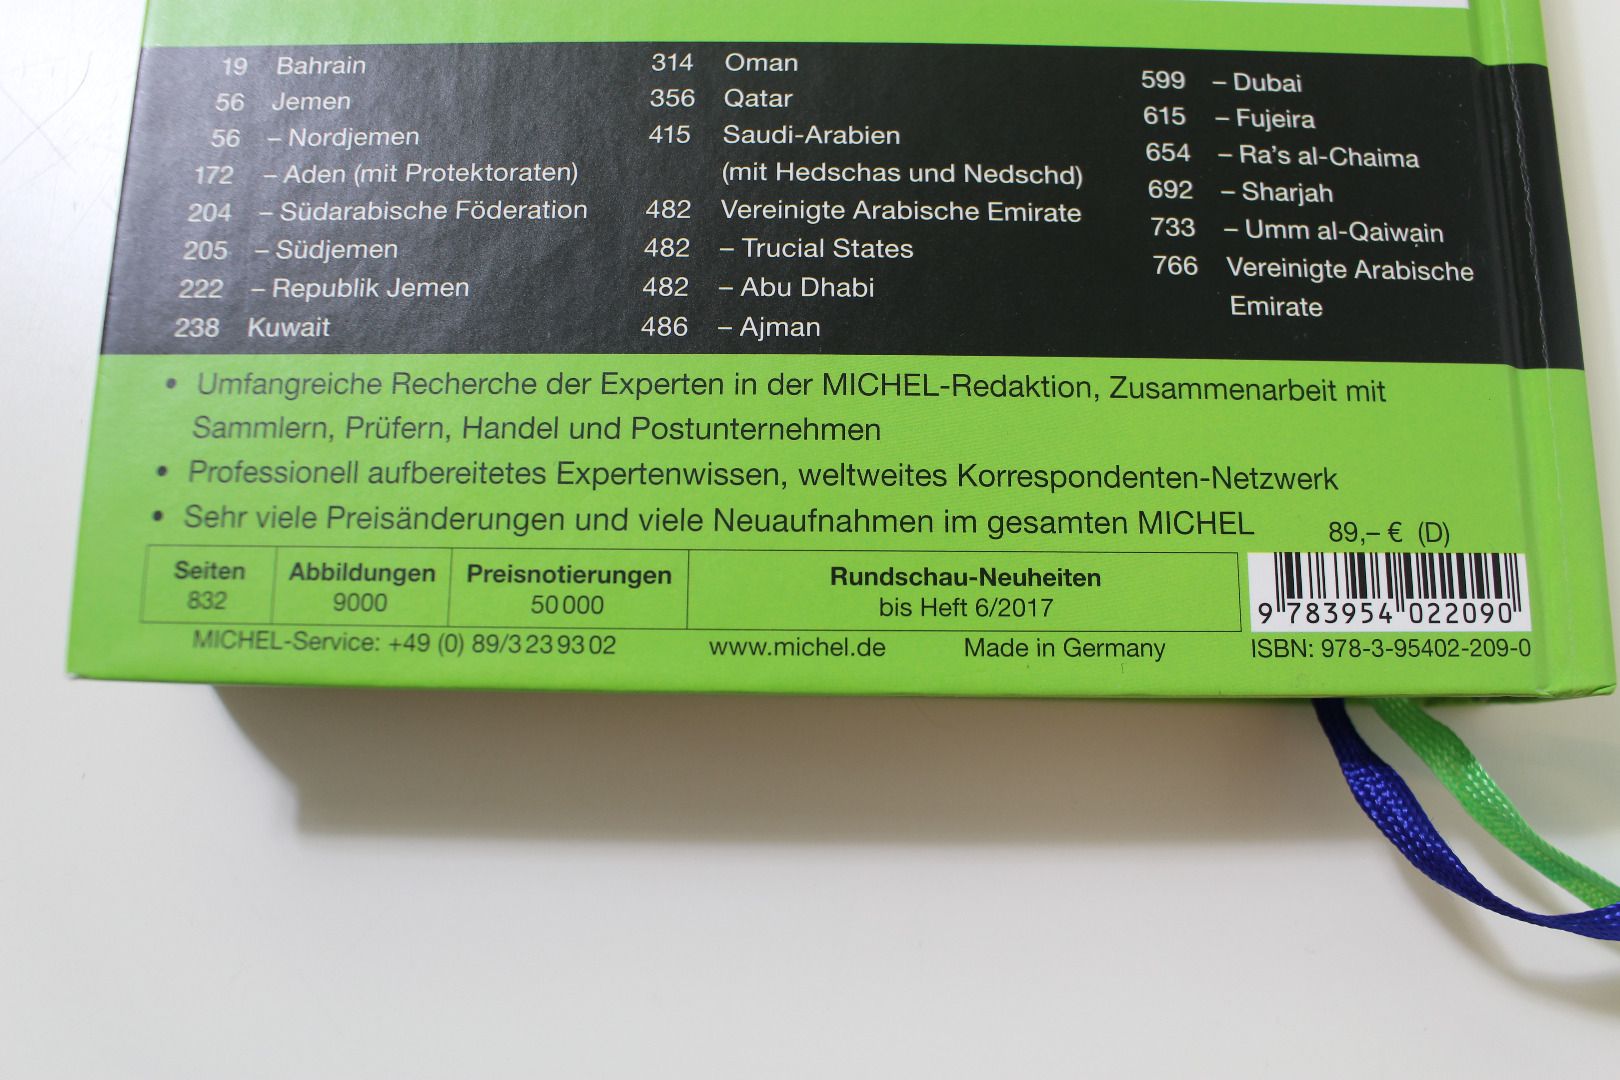 19 Bahrain
56 Jemen
56 – Nordjemen
172 – Aden (mit Protektoraten)
204 – Südarabische Föderation
205 – Südjemen
222 – Republik Jemen
238 Kuwait
314 Oman
356 Qatar
415 Saudi-Arabien
(mit Hedschas und Nedschd)
482 Vereinigte Arabische Emirate
482 – Trucial States
482 – Abu Dhabi
486 – Ajman
599 – Dubai
615 – Fujeira
654 – Ra's al-Chaima
692 – Sharjah
733 – Umm al-Qaiwain
766 Vereinigte Arabische
Emirate
• Umfangreiche Recherche der Experten in der MICHEL-Redaktion, Zusammenarbeit mit
Sammlern, Prüfern, Handel und Postunternehmen
• Professionell aufbereitetes Expertenwissen, weltweites Korrespondenten-Netzwerk
• Sehr viele Preisänderungen und viele Neuaufnahmen im gesamten MICHEL
89,– € (D)
Seiten
832
Abbildungen
9000
Preisnotierungen
50 000
Rundschau-Neuheiten
bis Heft 6/2017
9 783954 022090
MICHEL-Service: +49 (0) 89/3 23 93 02
www.michel.de
Made in Germany
ISBN: 978-3-95402-209-0